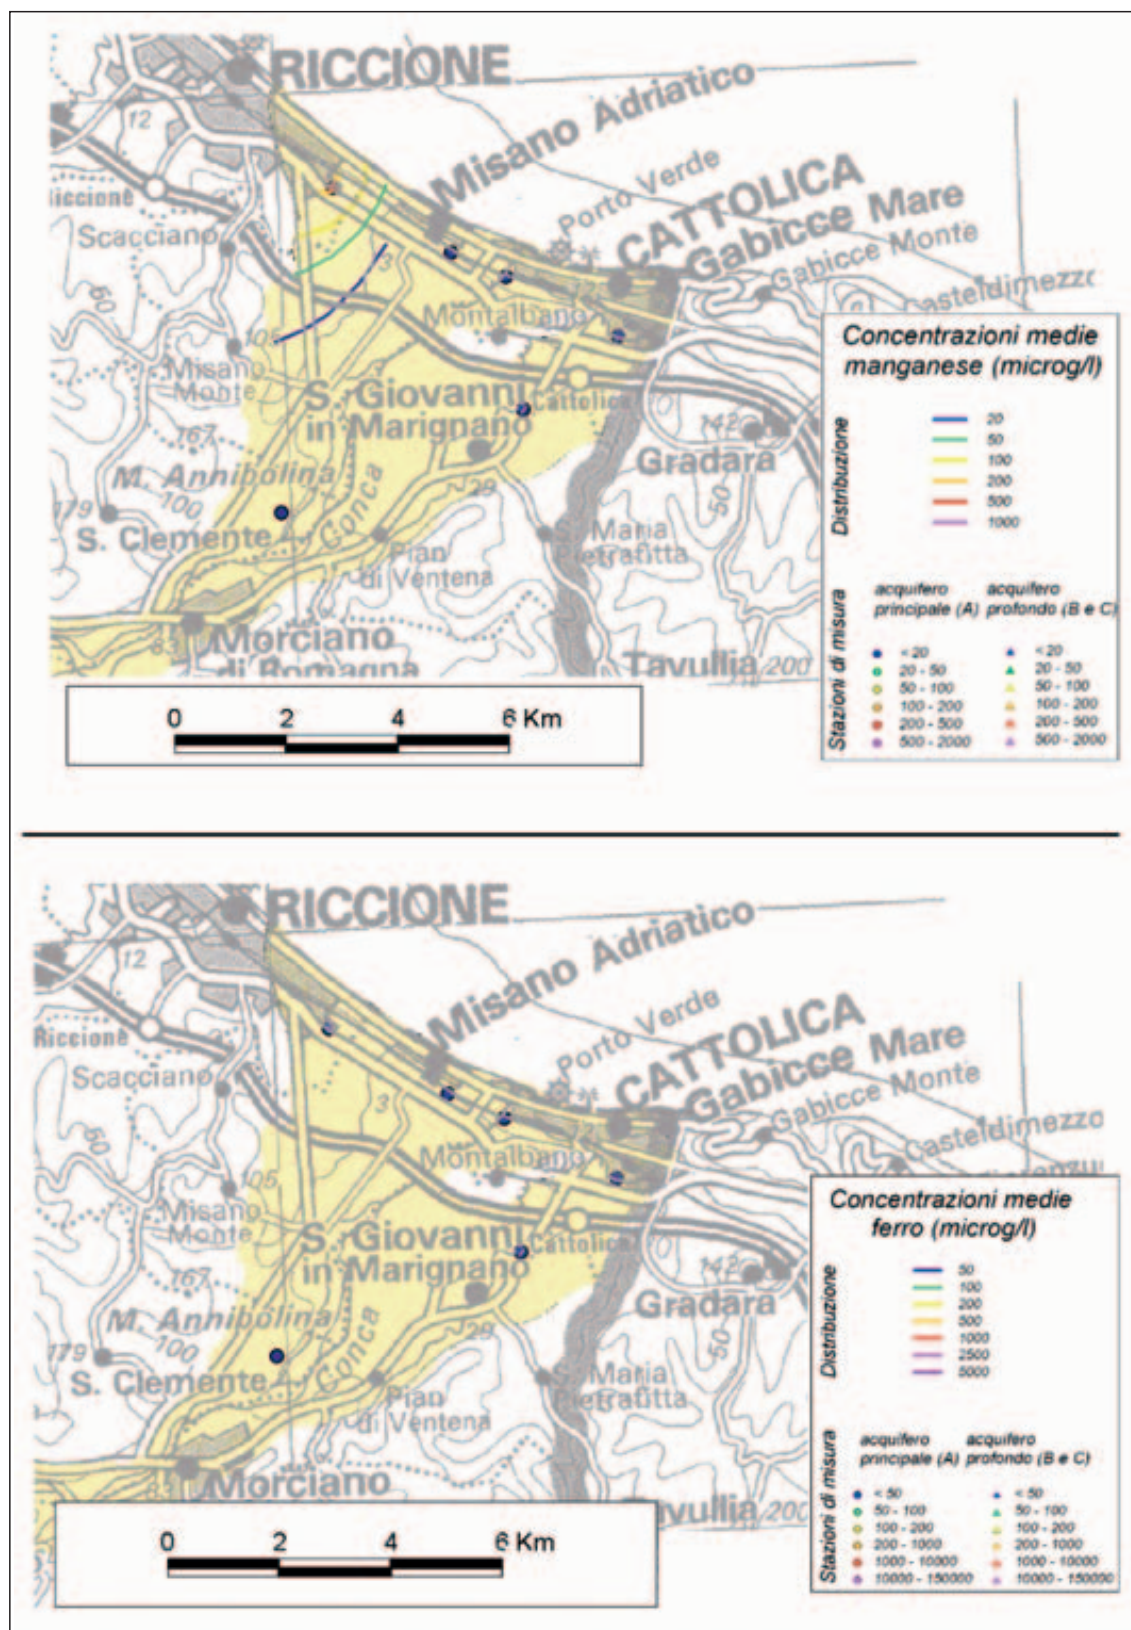 RICCIONE
12
Misano Adriatico
Riccione
Porto Verde
CATTOLICA
Gabicce Mare
Scacciano
Gabicce Monte
Casteldimezzo
3
60
Montalbano
105
Misano
Monte
S. Giovanni
in Marignano
Cattolica
142
Gradara
167
M. Annibolina
Conca
29
50
179
100
S. Clemente
S. Maria
Pietrafitta
Pian
di Ventena
83
Morciano
di Romagna
Tavullia 200
Concentrazioni medie
manganese (microg/l)
Distribuzione
20
50
100
200
500
1000
Stazioni di misura
acquifero acquifero
principale (A) profondo (B e C)
< 20 < 20
20 - 50 20 - 50
50 - 100 50 - 100
100 - 200 100 - 200
200 - 500 200 - 500
500 - 2000 500 - 2000
0 2 4 6 Km
RICCIONE
12
Misano Adriatico
Riccione
Porto Verde
CATTOLICA
Gabicce Mare
Scacciano
Gabicce Monte
Casteldimezzo
3
60
Montalbano
105
Misano
Monte
S. Giovanni
in Marignano
Cattolica
142
Gradara
167
M. Annibolina
Conca
29
50
179
100
S. Clemente
S. Maria
Pietrafitta
Pian
di Ventena
83
Morciano
Tavullia 200
Concentrazioni medie
ferro (microg/l)
Distribuzione
50
100
200
500
1000
2500
5000
Stazioni di misura
acquifero acquifero
principale (A) profondo (B e C)
< 50 < 50
50 - 100 50 - 100
100 - 200 100 - 200
200 - 1000 200 - 1000
1000 - 10000 1000 - 10000
10000 - 150000 10000 - 150000
0 2 4 6 Km